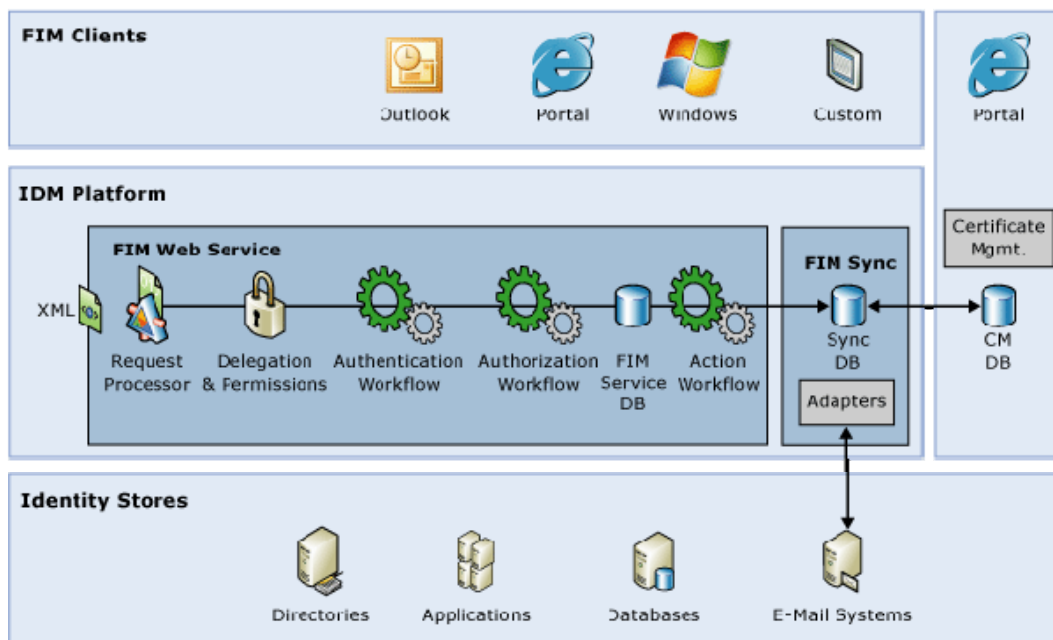 FIM Clients
Outlook
Portal
Windows
Custom
Portal
IDM Platform
FIM Web Service
XML
Request
Processor
Delegation
& Permissions
Authentication
Workflow
Authorization
Workflow
FIM
Service
DB
Action
Workflow
FIM Sync
Sync
DB
Adapters
Certificate
Mgmt.
CM
DB
Identity Stores
Directories
Applications
Databases
E-Mail Systems